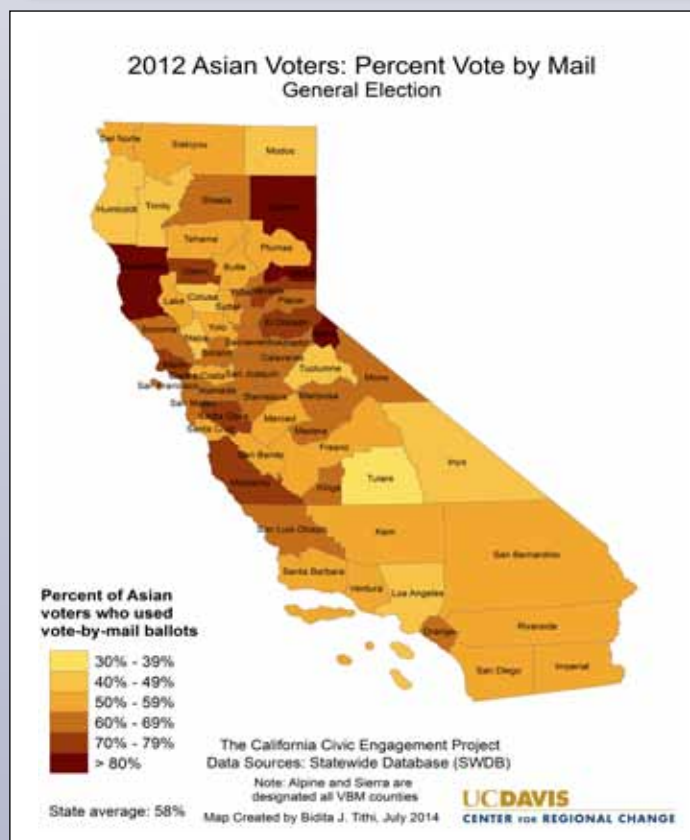 2012 Asian Voters: Percent Vote by Mail
General Election
Del Norte
Siskiyou
Modoc
Humboldt
Trinity
Shasta
Tehama
Plumas
Butte
Lake
Colusa
Sutter
Placer
El Dorado
Sonoma
Napa
Yolo
Solano
Calaveras
Tuolumne
Mono
San Joaquin
San Francisco
Stanislaus
Mariposa
San Mateo
Santa Clara
Merced
Madera
Santa Cruz
San Benito
Fresno
Inyo
Monterey
Kings
Tulare
San Luis Obispo
Kern
San Bernardino
Santa Barbara
Ventura
Los Angeles
Orange
Riverside
San Diego
Imperial
Percent of Asian
voters who used
vote-by-mail ballots
30% - 39%
40% - 49%
50% - 59%
60% - 69%
70% - 79%
> 80%
State average: 58%
The California Civic Engagement Project
Data Sources: Statewide Database (SWDB)
Note: Alpine and Sierra are
designated all VBM counties
Map Created by Bidita J. Tithi, July 2014
UCDAVIS
CENTER FOR REGIONAL CHANGE